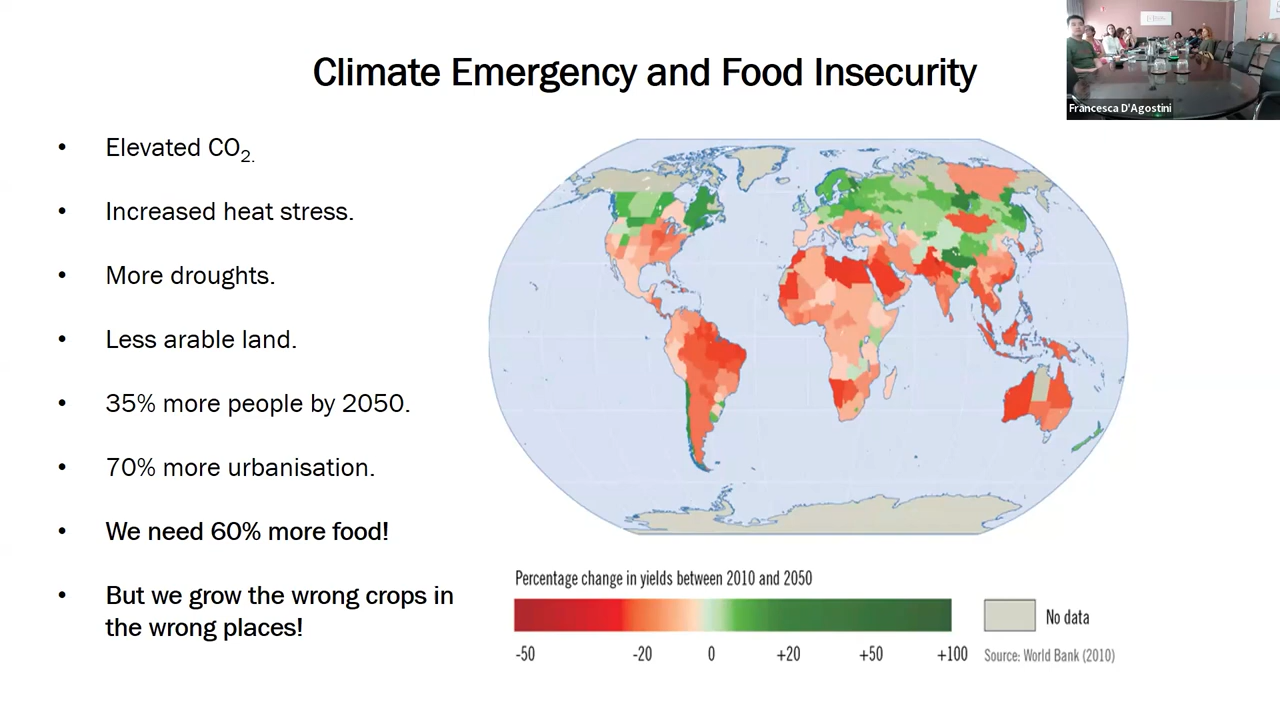 Climate Emergency and Food Insecurity
Francesca D'Agostini
• Elevated CO₂.
• Increased heat stress.
• More droughts.
• Less arable land.
• 35% more people by 2050.
• 70% more urbanisation.
• We need 60% more food!
• But we grow the wrong crops in
the wrong places!
Percentage change in yields between 2010 and 2050
-50 -20 0 +20 +50 +100
No data
Source: World Bank (2010)